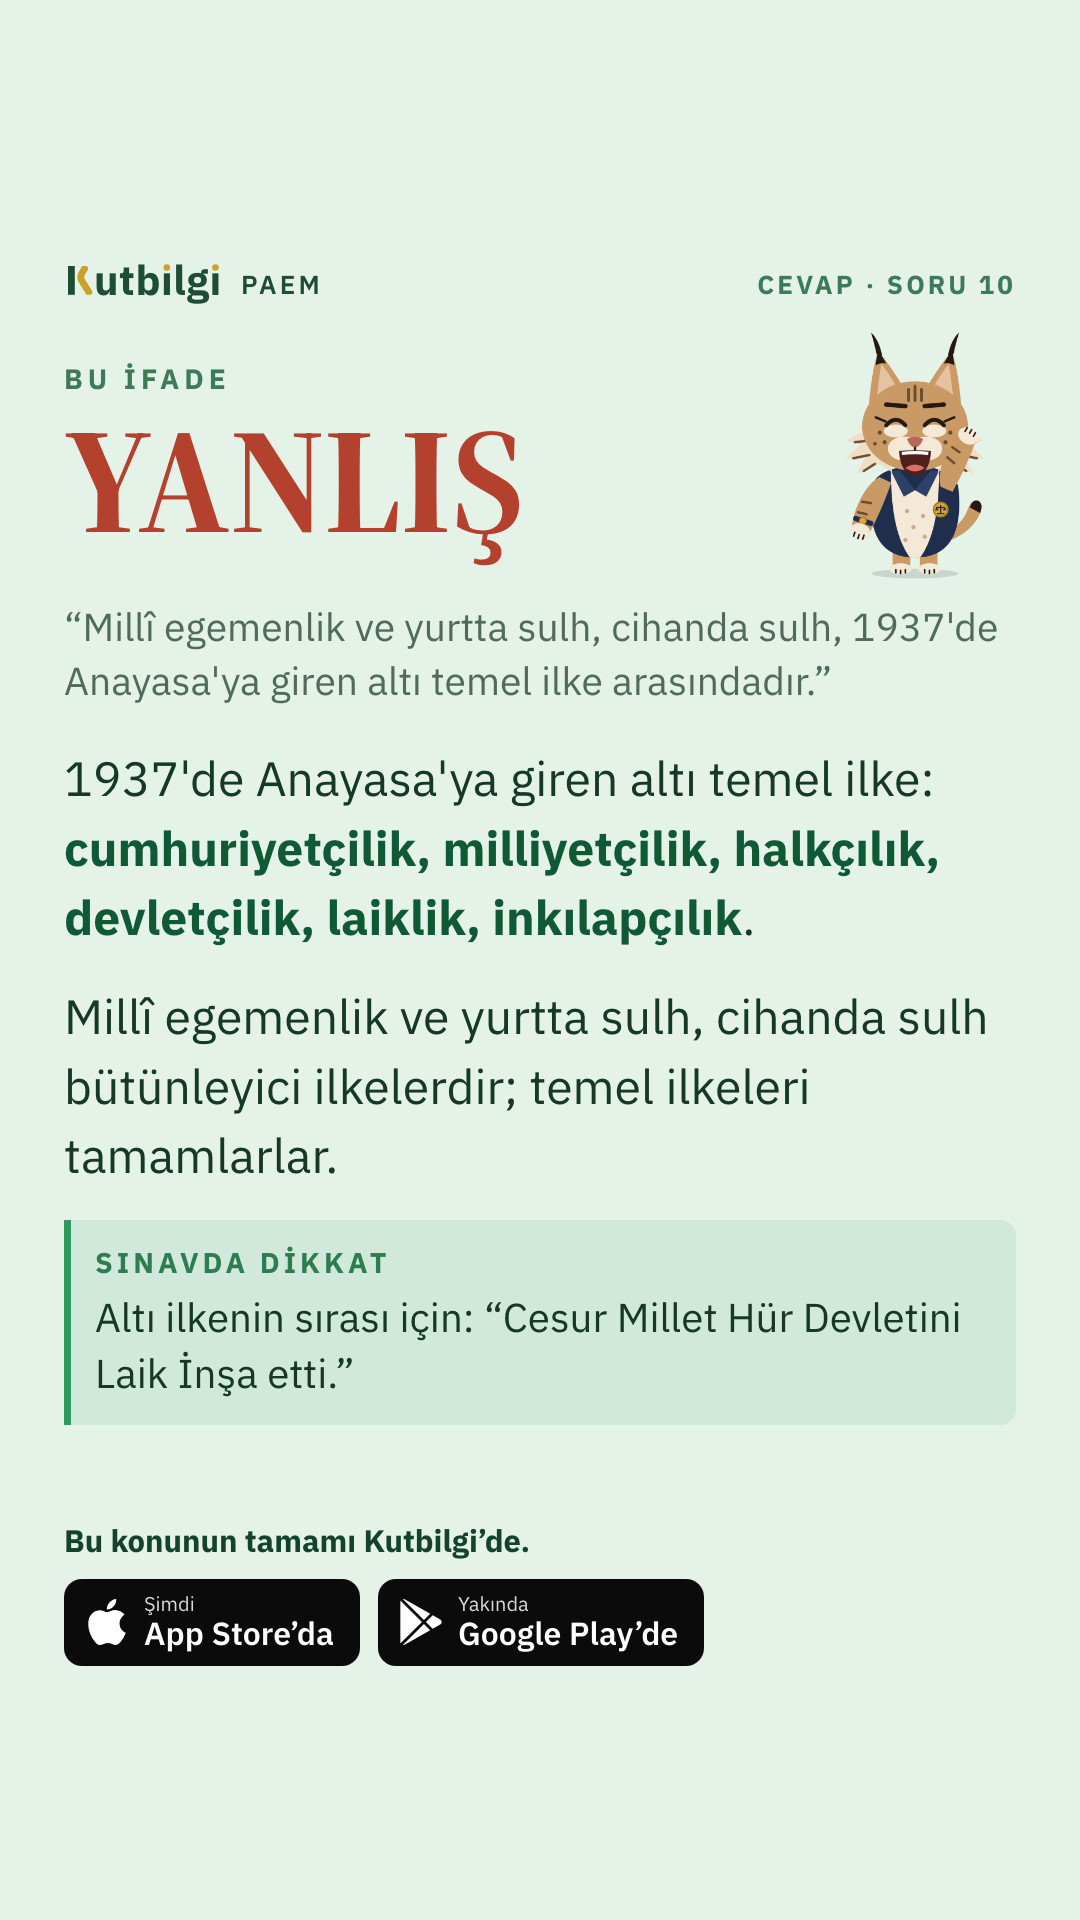 Kutbilgi PAEM
CEVAP · SORU 10
BU İFADE
YANLIŞ
“Millî egemenlik ve yurtta sulh, cihanda sulh, 1937'de
Anayasa'ya giren altı temel ilke arasındadır.”
1937'de Anayasa'ya giren altı temel ilke:
cumhuriyetçilik, milliyetçilik, halkçılık,
devletçilik, laiklik, inkılapçılık.
Millî egemenlik ve yurtta sulh, cihanda sulh
bütünleyici ilkelerdir; temel ilkeleri
tamamlarlar.
SINAVDA DİKKAT
Altı ilkenin sırası için: “Cesur Millet Hür Devletini
Laik İnşa etti.”
Bu konunun tamamı Kutbilgi’de.
Şimdi
App Store’da
Yakında
Google Play’de